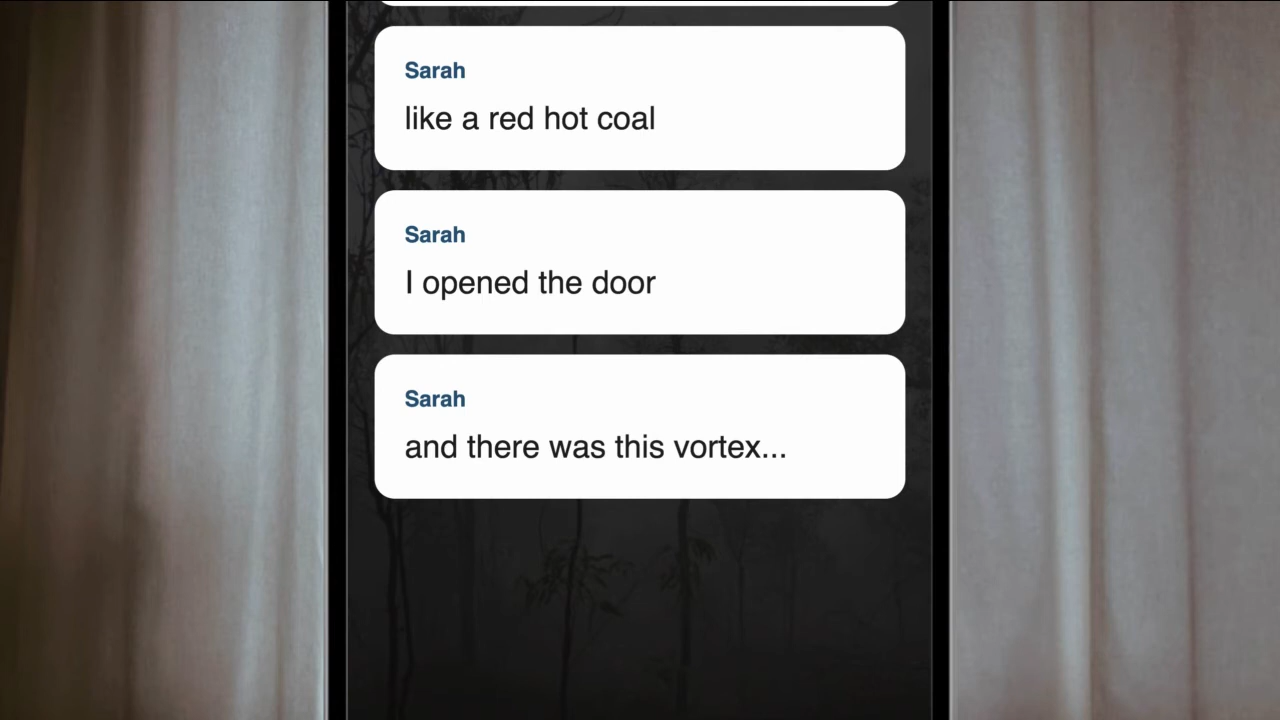 Sarah
like a red hot coal
Sarah
I opened the door
Sarah
and there was this vortex...